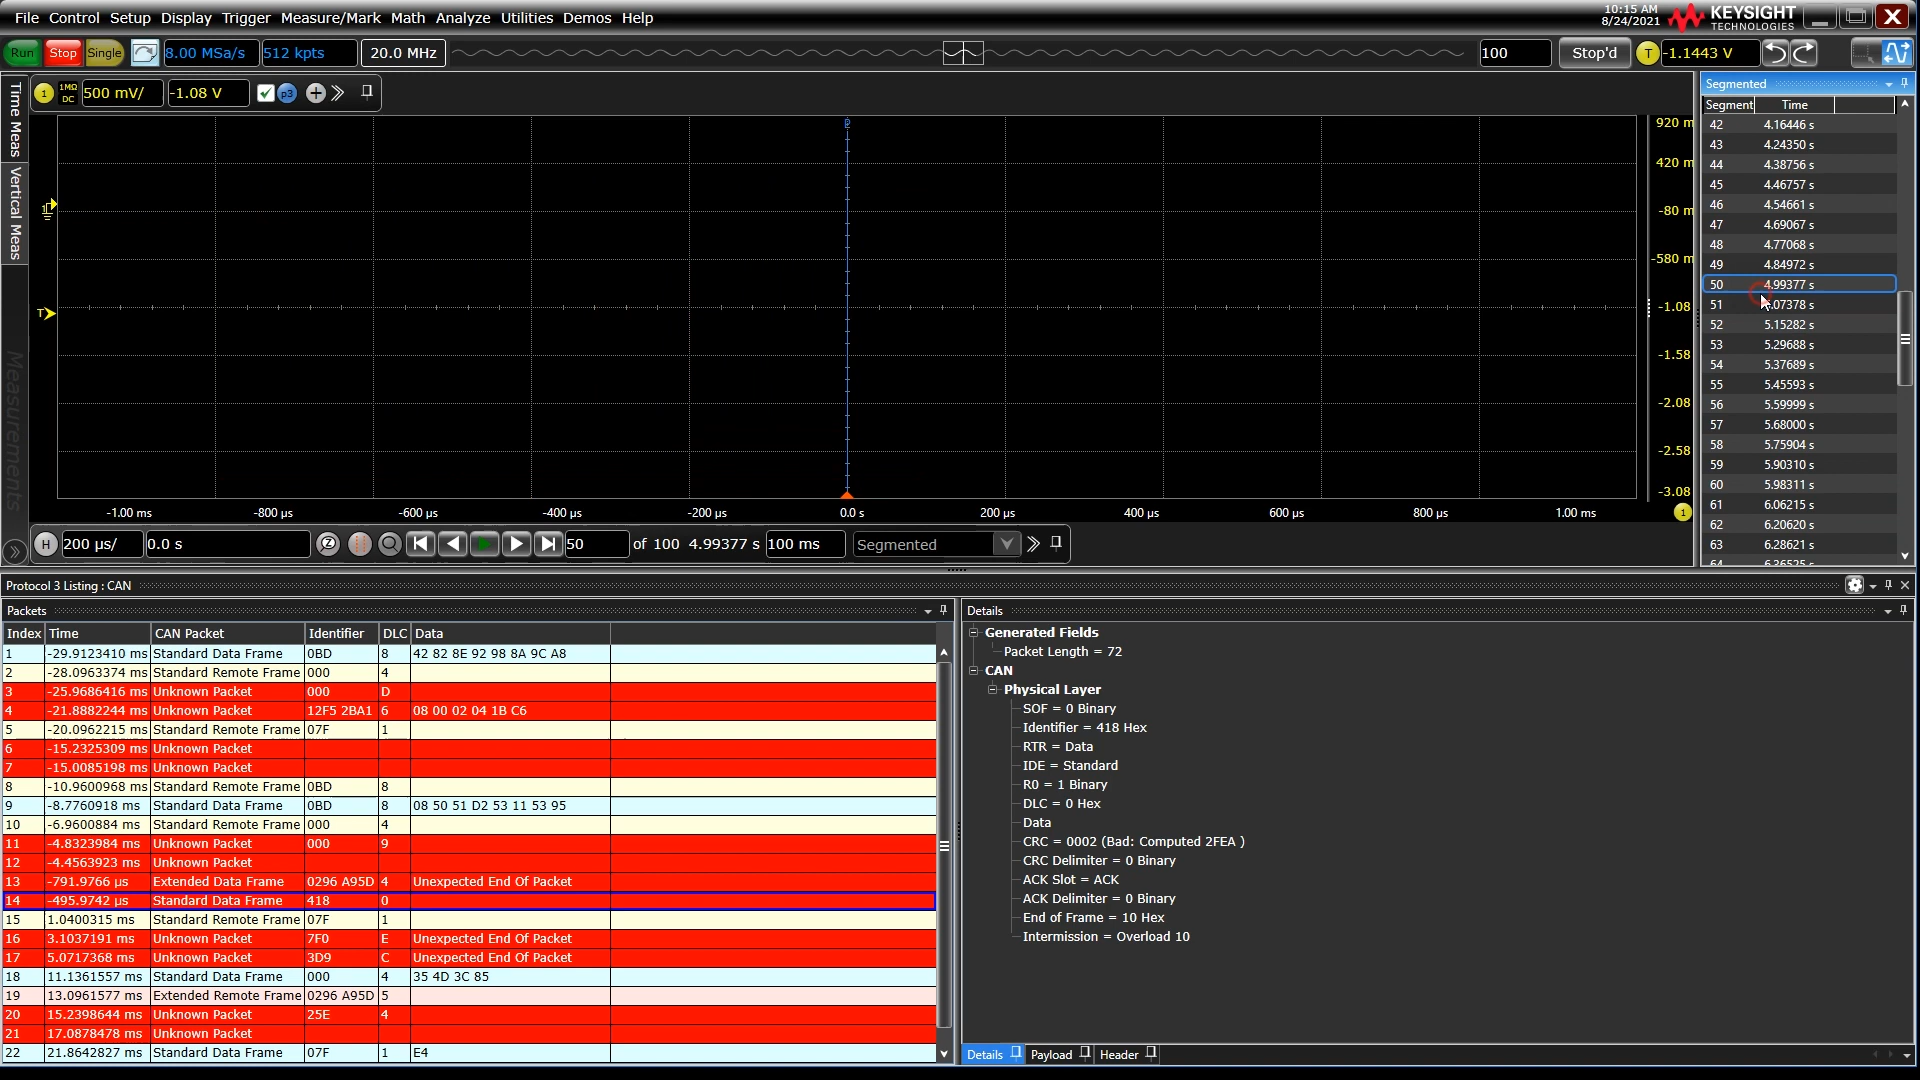 File Control Setup Display Trigger Measure/Mark Math Analyze Utilities Demos Help
10:15 AM
8/24/2021
KEYSIGHT
TECHNOLOGIES
Run Stop Single 8.00 MSa/s 512 kpts 20.0 MHz 100 Stop'd T -1.1443 V
Time Meas
Vertical Meas
Measurements
1 1MΩ DC 500 mV/ -1.08 V p3
920 m
420 m
-80 m
-580 m
-1.08
-1.58
-2.08
-2.58
-3.08
T
-1.00 ms -800 µs -600 µs -400 µs -200 µs 0.0 s 200 µs 400 µs 600 µs 800 µs 1.00 ms 1
H 200 µs/ 0.0 s 50 of 100 4.99377 s 100 ms Segmented
Segmented
Segment Time
42 4.16446 s
43 4.24350 s
44 4.38756 s
45 4.46757 s
46 4.54661 s
47 4.69067 s
48 4.77068 s
49 4.84972 s
50 4.99377 s
51 .07378 s
52 5.15282 s
53 5.29688 s
54 5.37689 s
55 5.45593 s
56 5.59999 s
57 5.68000 s
58 5.75904 s
59 5.90310 s
60 5.98311 s
61 6.06215 s
62 6.20620 s
63 6.28621 s
64 6.36525 s
Protocol 3 Listing : CAN
Packets
Index Time CAN Packet Identifier DLC Data
1 -29.9123410 ms Standard Data Frame 0BD 8 42 82 8E 92 98 8A 9C A8
2 -28.0963374 ms Standard Remote Frame 000 4
3 -25.9686416 ms Unknown Packet 000 D
4 -21.8882244 ms Unknown Packet 12F5 2BA1 6 08 00 02 04 1B C6
5 -20.0962215 ms Standard Remote Frame 07F 1
6 -15.2325309 ms Unknown Packet
7 -15.0085198 ms Unknown Packet
8 -10.9600968 ms Standard Remote Frame 0BD 8
9 -8.7760918 ms Standard Data Frame 0BD 8 08 50 51 D2 53 11 53 95
10 -6.9600884 ms Standard Remote Frame 000 4
11 -4.8323984 ms Unknown Packet 000 9
12 -4.4563923 ms Unknown Packet
13 -791.9766 µs Extended Data Frame 0296 A95D 4 Unexpected End Of Packet
14 -495.9742 µs Standard Data Frame 418 0
15 1.0400315 ms Standard Remote Frame 07F 1
16 3.1037191 ms Unknown Packet 7F0 E Unexpected End Of Packet
17 5.0717368 ms Unknown Packet 3D9 C Unexpected End Of Packet
18 11.1361557 ms Standard Data Frame 000 4 35 4D 3C 85
19 13.0961577 ms Extended Remote Frame 0296 A95D 5
20 15.2398644 ms Unknown Packet 25E 4
21 17.0878478 ms Unknown Packet
22 21.8642827 ms Standard Data Frame 07F 1 E4
Details
Generated Fields
Packet Length = 72
CAN
Physical Layer
SOF = 0 Binary
Identifier = 418 Hex
RTR = Data
IDE = Standard
R0 = 1 Binary
DLC = 0 Hex
Data
CRC = 0002 (Bad: Computed 2FEA )
CRC Delimiter = 0 Binary
ACK Slot = ACK
ACK Delimiter = 0 Binary
End of Frame = 10 Hex
Intermission = Overload 10
Details Payload Header